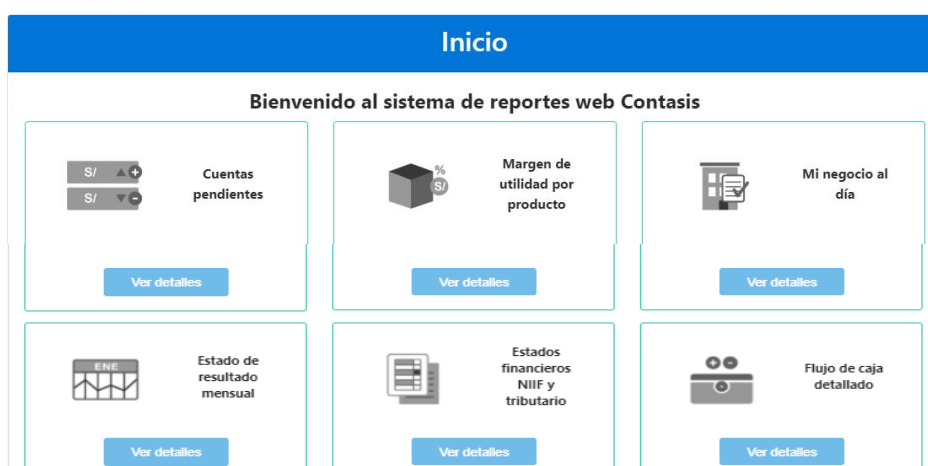 Inicio
Bienvenido al sistema de reportes web Contasis
S/
S/
Cuentas
pendientes
Ver detalles
%
S/
Margen de
utilidad por
producto
Ver detalles
Mi negocio al
día
Ver detalles
ENE
Estado de
resultado
mensual
Ver detalles
Estados
financieros
NIIF y
tributario
Ver detalles
Flujo de caja
detallado
Ver detalles